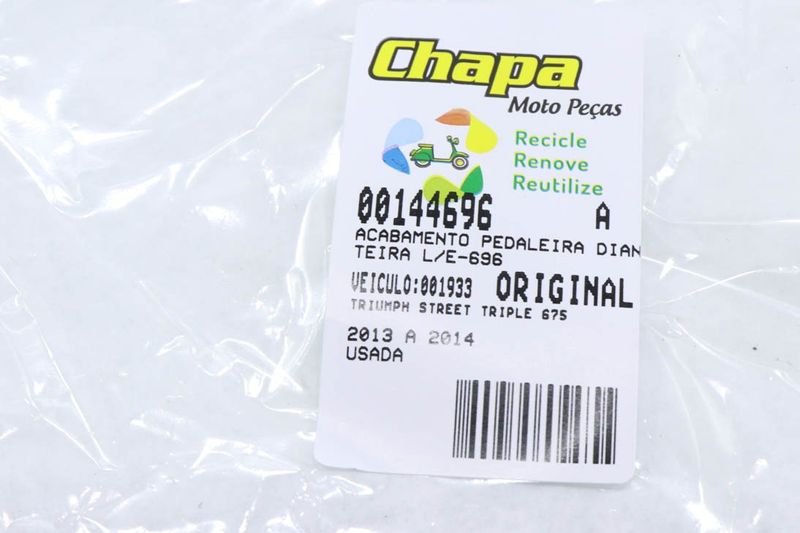 Chapa
Moto Peças
Recicle
Renove
Reutilize
00144696 A
ACABAMENTO PEDALEIRA DIAN
TEIRA L/E-696
VEICULO:001933 ORIGINAL
TRIUMPH STREET TRIPLE 675
2013 A 2014
USADA